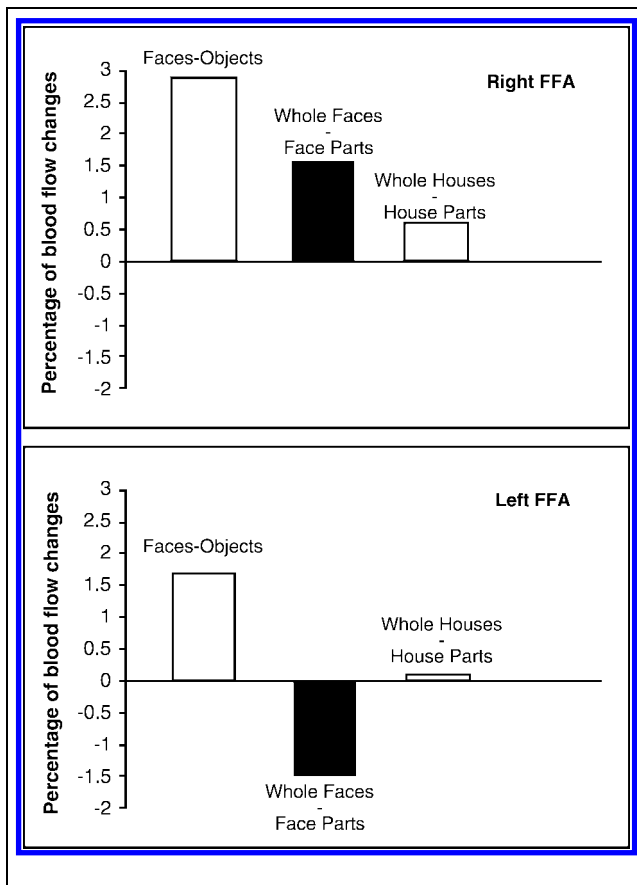 Faces-Objects
Right FFA
Whole Faces
-
Face Parts
Whole Houses
-
House Parts
Percentage of blood flow changes
3
2.5
2
1.5
1
0.5
0
-0.5
-1
-1.5
-2
Left FFA
Faces-Objects
Whole Houses
-
House Parts
Whole Faces
-
Face Parts
Percentage of blood flow changes
3
2.5
2
1.5
1
0.5
0
-0.5
-1
-1.5
-2